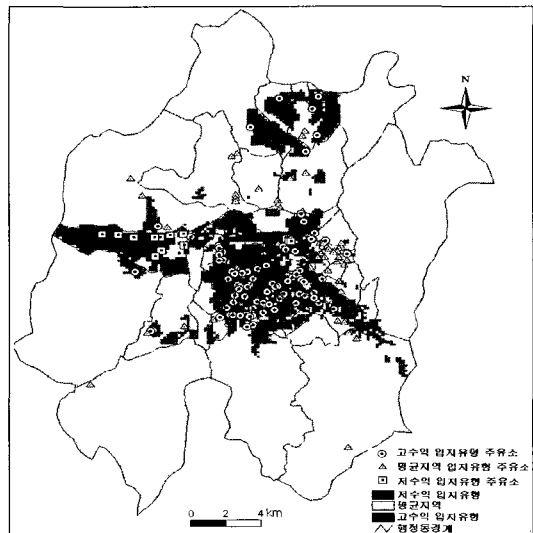 N
고수익 입지유형 주유소
평균지역 입지유형 주유소
저수익 입지유형 주유소
저수익 입지유형
평균지역
고수익 입지유형
행정동경계
0 2 4 km